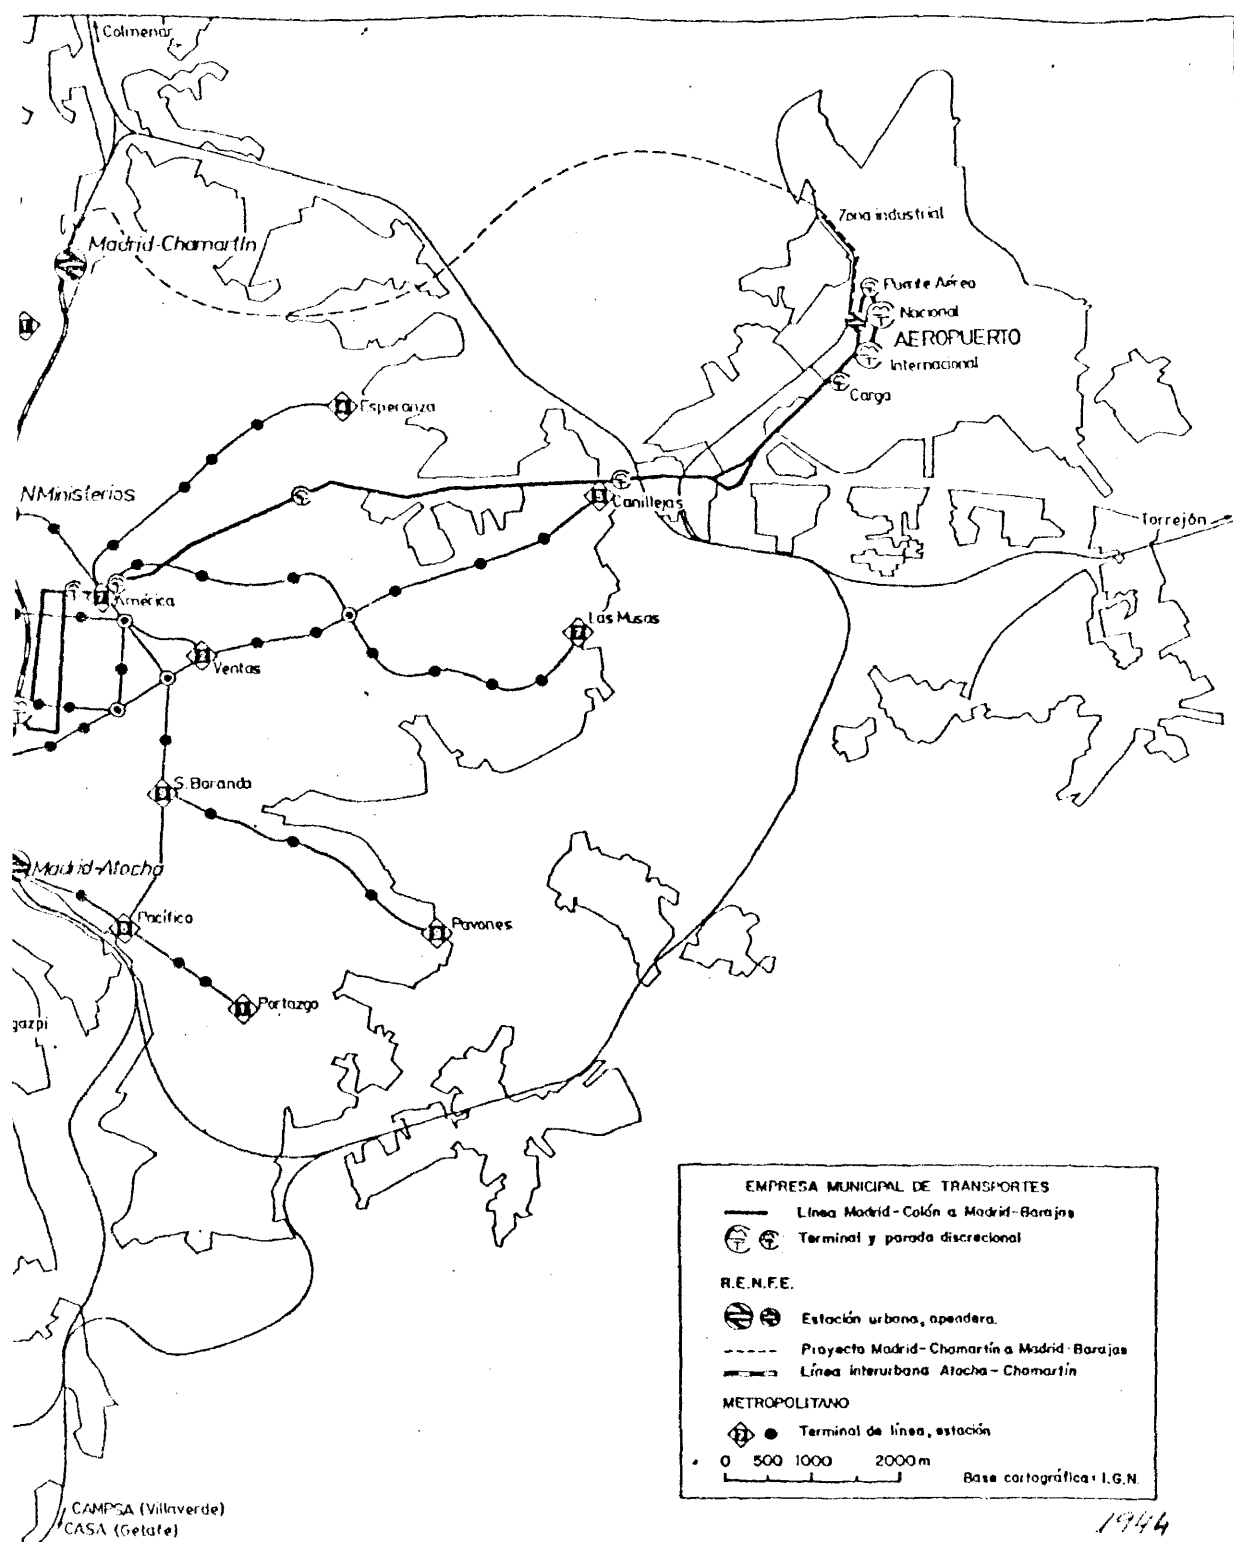 Colmenar
Madrid-Chamartín
Zona industrial
Puente Aéreo
Nacional
AEROPUERTO
Internacional
Carga
Esperanza
NMinisterios
Canillejas
Torrejón
América
Las Musas
Ventas
S. Baranda
Madrid-Atocha
Pacífico
Pavones
Portazgo
gazpi
EMPRESA MUNICIPAL DE TRANSPORTES
Línea Madrid-Colón a Madrid-Barajas
Terminal y parada discrecional
R.E.N.F.E.
Estación urbana, apeadero.
Proyecto Madrid-Chamartín a Madrid-Barajas
Línea interurbana Atocha-Chamartín
METROPOLITANO
Terminal de línea, estación
0 500 1000 2000 m
Base cartográfica: I.G.N.
CAMPSA (Villaverde)
CASA (Getafe)
1944